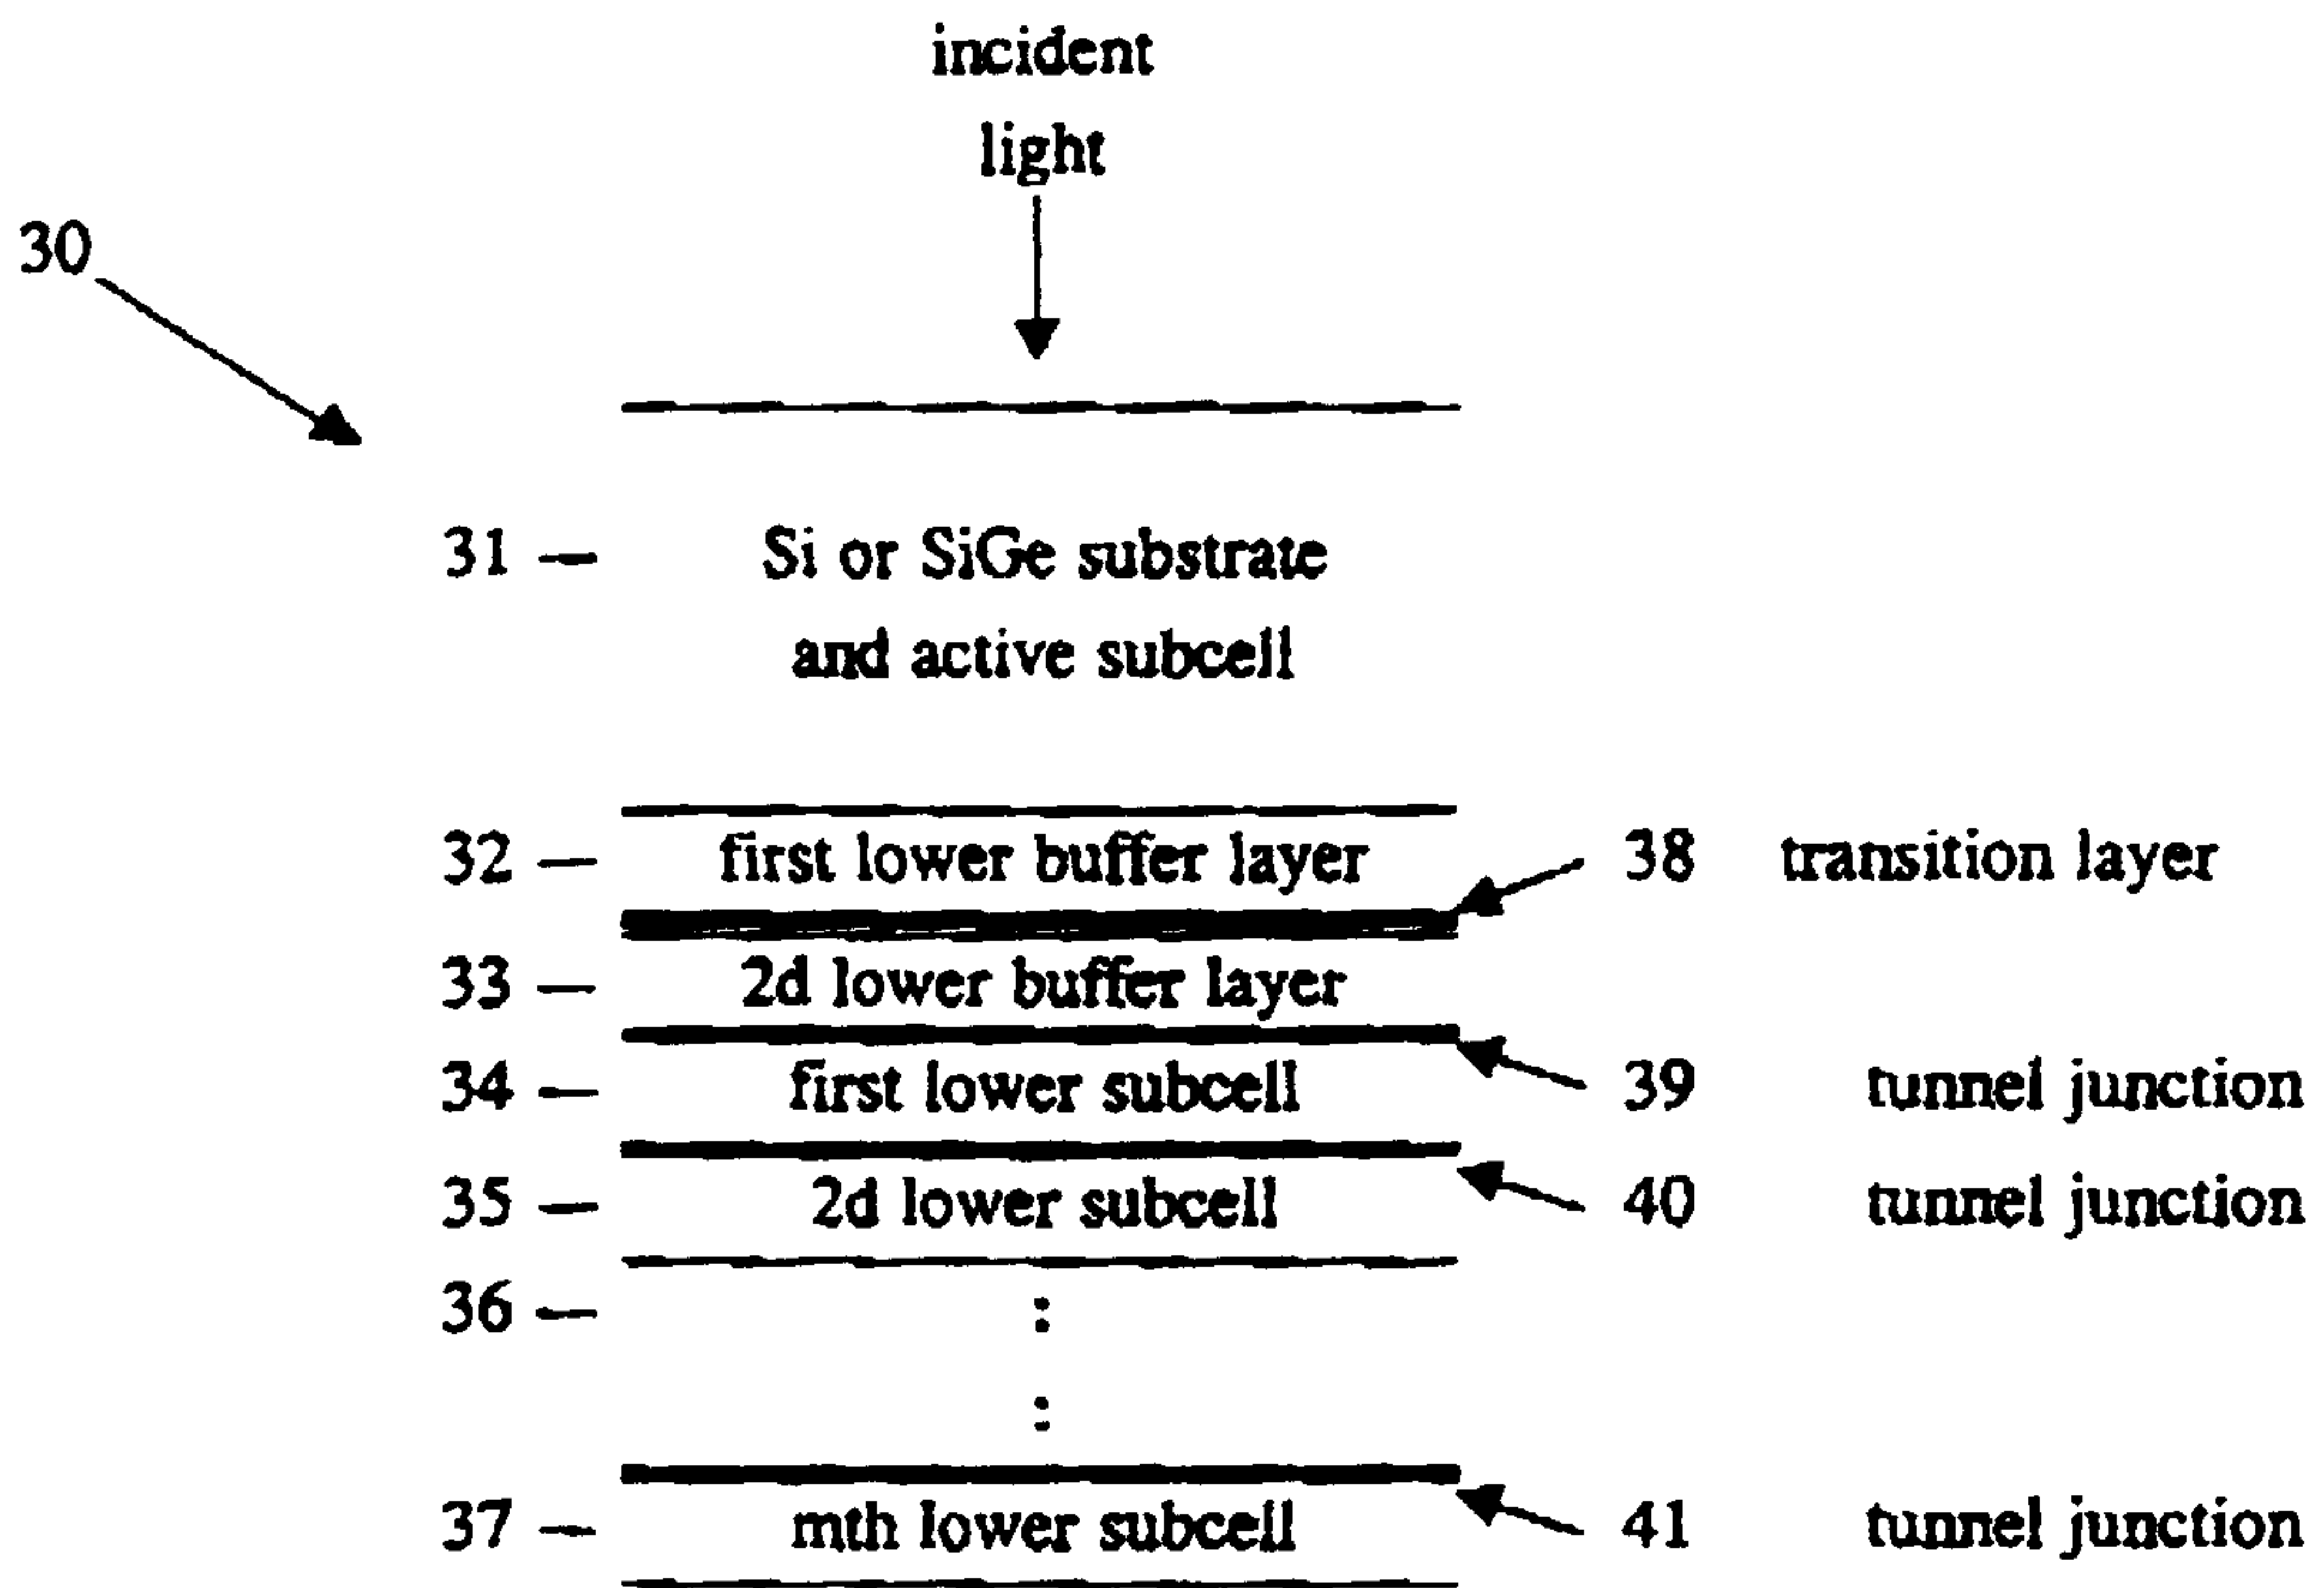 incident
light
30
31 — Si or SiGe substrate
and active subcell
32 — first lower buffer layer 38 transition layer
33 — 2d lower buffer layer
34 — first lower subcell 39 tunnel junction
35 — 2d lower subcell 40 tunnel junction
36 — :
:
37 — mth lower subcell 41 tunnel junction